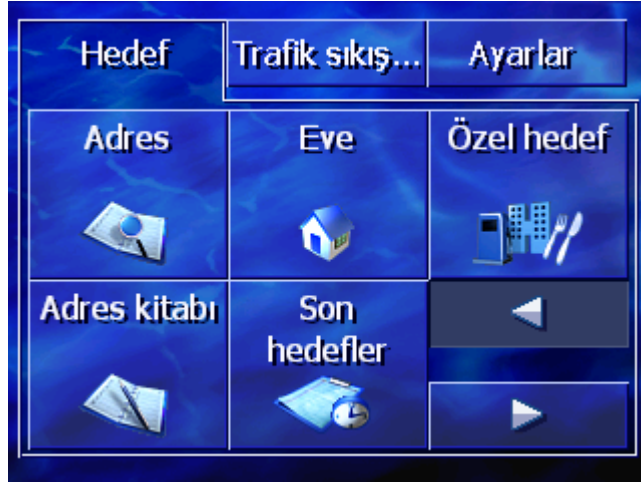 Hedef
Trafik sıkış...
Ayarlar
Adres
Eve
Özel hedef
Adres kitabı
Son
hedefler